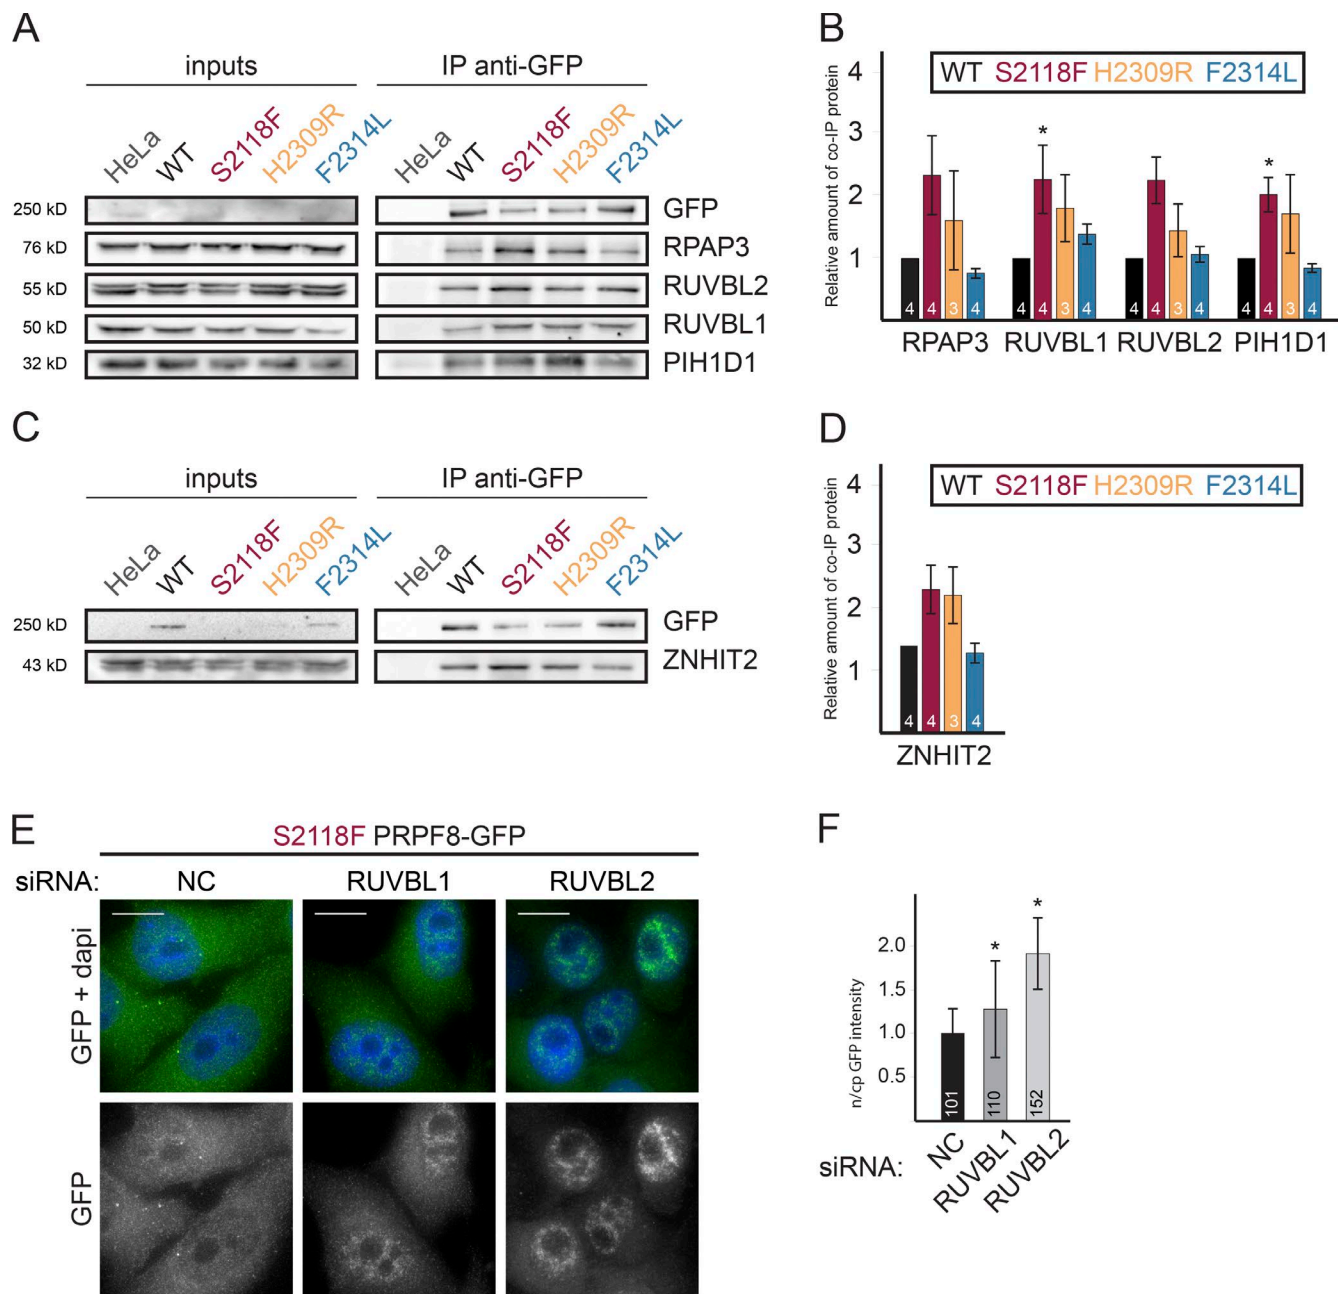 A
inputs
IP anti-GFP
HeLa
WT
S2118F
H2309R
F2314L
HeLa
WT
S2118F
H2309R
F2314L
250 kD
GFP
76 kD
RPAP3
55 kD
RUVBL2
50 kD
RUVBL1
32 kD
PIH1D1
B
WT S2118F H2309R F2314L
Relative amount of co-IP protein
4
3
2
1
*
*
4 4 3 4
4 4 3 4
4 4 3 4
4 4 3 4
RPAP3 RUVBL1 RUVBL2 PIH1D1
C
inputs
IP anti-GFP
HeLa
WT
S2118F
H2309R
F2314L
HeLa
WT
S2118F
H2309R
F2314L
250 kD
GFP
43 kD
ZNHIT2
D
WT S2118F H2309R F2314L
Relative amount of co-IP protein
4
3
2
1
4 4 3 4
ZNHIT2
E
S2118F PRPF8-GFP
siRNA: NC RUVBL1 RUVBL2
GFP + dapi
GFP
F
n/cp GFP intensity
2.0
1.5
1.0
0.5
*
*
101
110
152
siRNA:
NC
RUVBL1
RUVBL2